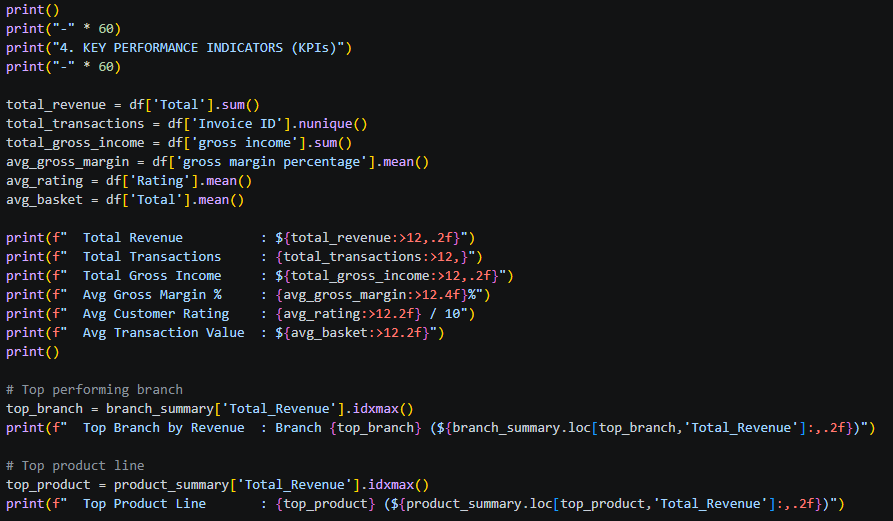 print()
print("-" * 60)
print("4. KEY PERFORMANCE INDICATORS (KPIs)")
print("-" * 60)

total_revenue = df['Total'].sum()
total_transactions = df['Invoice ID'].nunique()
total_gross_income = df['gross income'].sum()
avg_gross_margin = df['gross margin percentage'].mean()
avg_rating = df['Rating'].mean()
avg_basket = df['Total'].mean()

print(f"  Total Revenue          : ${total_revenue:>12,.2f}")
print(f"  Total Transactions     : {total_transactions:>12,}")
print(f"  Total Gross Income     : ${total_gross_income:>12,.2f}")
print(f"  Avg Gross Margin %     : {avg_gross_margin:>12.4f}%")
print(f"  Avg Customer Rating    : {avg_rating:>12.2f} / 10")
print(f"  Avg Transaction Value  : ${avg_basket:>12.2f}")
print()

# Top performing branch
top_branch = branch_summary['Total_Revenue'].idxmax()
print(f"  Top Branch by Revenue  : Branch {top_branch} (${branch_summary.loc[top_branch,'Total_Revenue']:,.2f})")

# Top product line
top_product = product_summary['Total_Revenue'].idxmax()
print(f"  Top Product Line       : {top_product} (${product_summary.loc[top_product,'Total_Revenue']:,.2f})")